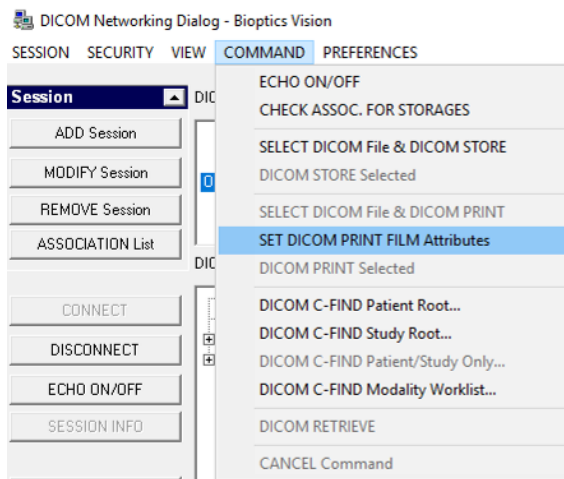 DICOM Networking Dialog - Bioptics Vision
SESSION SECURITY VIEW COMMAND PREFERENCES
Session
ADD Session
MODIFY Session
REMOVE Session
ASSOCIATION List
CONNECT
DISCONNECT
ECHO ON/OFF
SESSION INFO
DIC
O
DIC
ECHO ON/OFF
CHECK ASSOC. FOR STORAGES
SELECT DICOM File & DICOM STORE
DICOM STORE Selected
SELECT DICOM File & DICOM PRINT
SET DICOM PRINT FILM Attributes
DICOM PRINT Selected
DICOM C-FIND Patient Root...
DICOM C-FIND Study Root...
DICOM C-FIND Patient/Study Only...
DICOM C-FIND Modality Worklist...
DICOM RETRIEVE
CANCEL Command